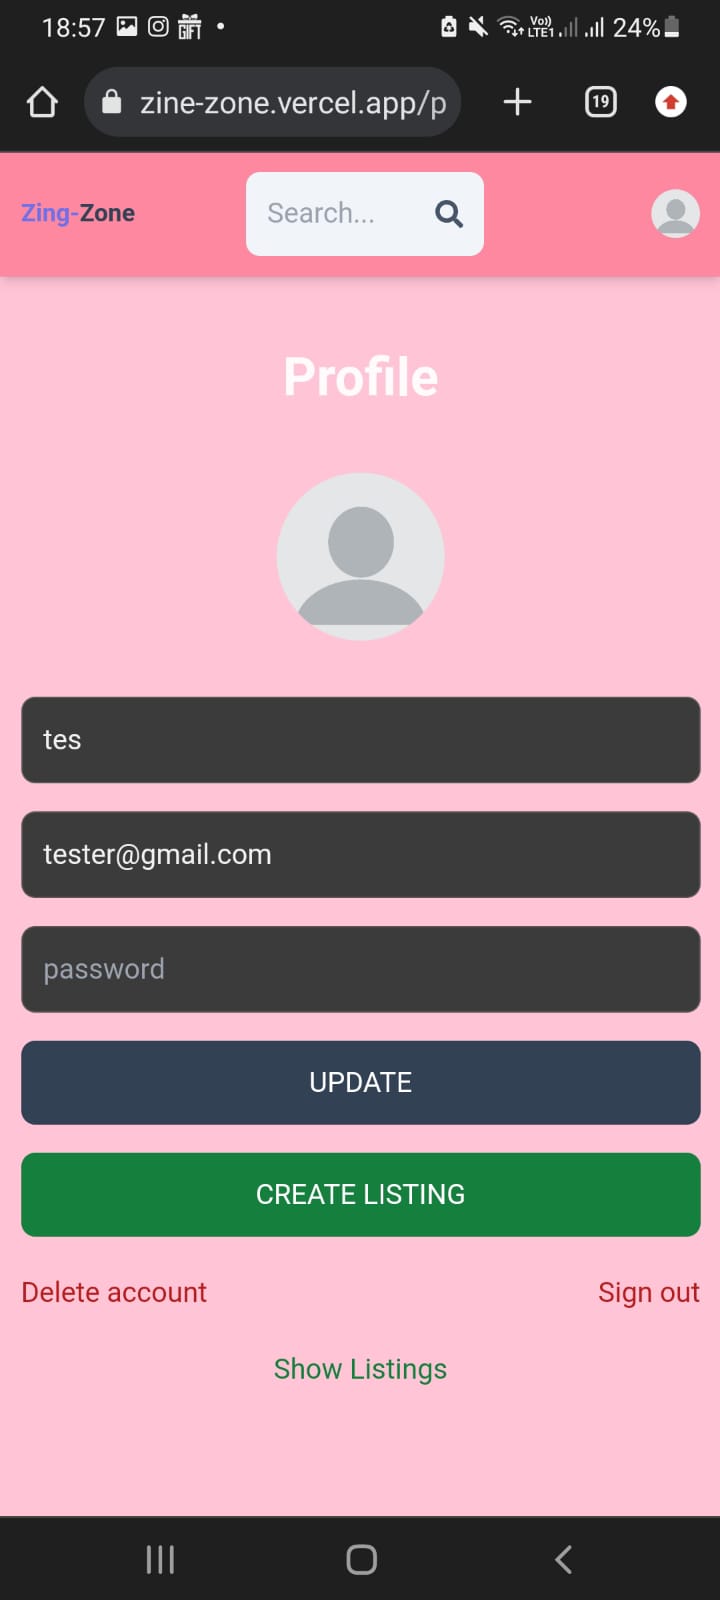 18:57 GIFT Vo)) LTE1 24%
zine-zone.vercel.app/p 19
Zing-Zone Search...
Profile
tes
tester@gmail.com
password
UPDATE
CREATE LISTING
Delete account Sign out
Show Listings